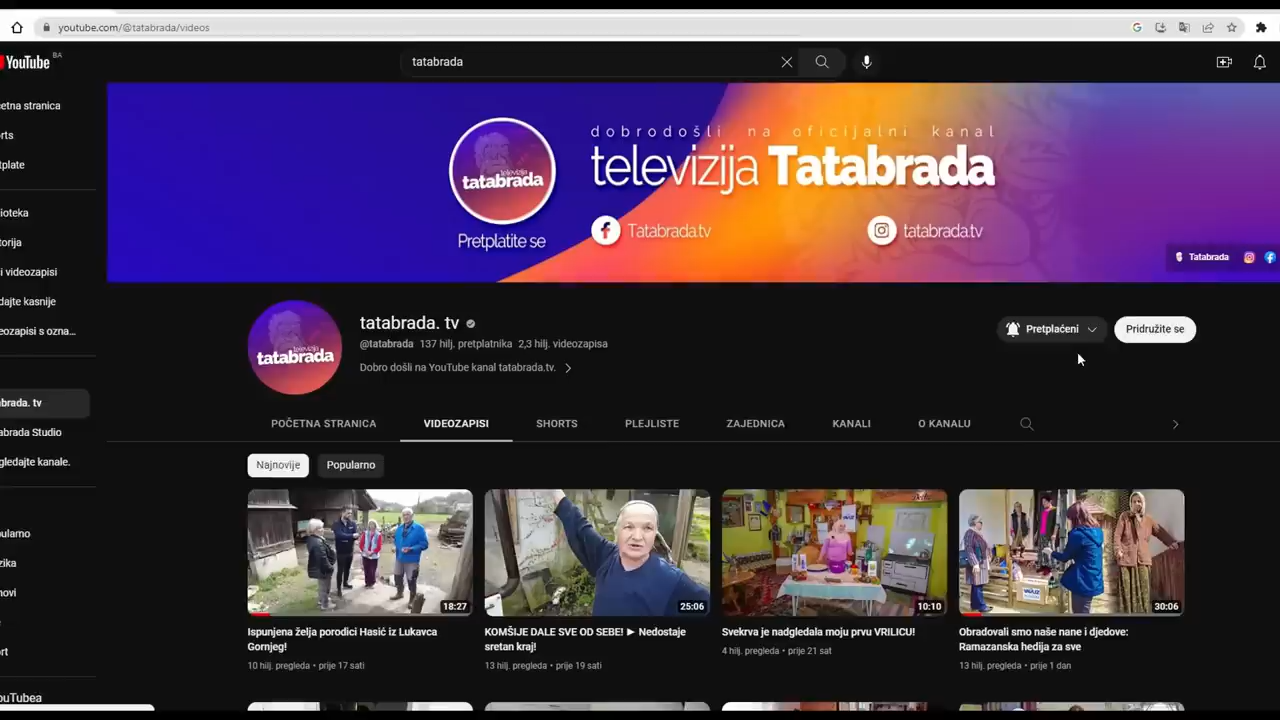 youtube.com/@tatabrada/videos
YouTube BA
tatabrada
etna stranica
rts
tplate
lioteka
torija
i videozapisi
edajte kasnije
eozapisi s ozna...
brada. tv
abrada Studio
gledajte kanale.
pulamo
zika
novi
rt
ouTubea
dobrodošli na oficijalni kanal
televizija Tatabrada
televizija
tatabrada
Pretplatite se
Tatabrada.tv
tatabrada.tv
Tatabrada
televizija
tatabrada
tatabrada. tv
@tatabrada 137 hilj. pretplatnika 2,3 hilj. videozapisa
Dobro došli na YouTube kanal tatabrada.tv.
Pretplaćeni
Pridružite se
POČETNA STRANICA VIDEOZAPISI SHORTS PLEJLISTE ZAJEDNICA KANALI O KANALU
Najnovije Popularno
18:27
Ispunjena želja porodici Hasić iz Lukavca
Gornjeg!
10 hilj. pregleda • prije 17 sati
25:06
KOMŠIJE DALE SVE OD SEBE! ► Nedostaje
sretan kraj!
13 hilj. pregleda • prije 19 sati
10:10
Svekrva je nadgledala moju prvu VRILICU!
4 hilj. pregleda • prije 21 sat
30:06
Obradovali smo naše nane i djedove:
Ramazanska hedija za sve
13 hilj. pregleda • prije 1 dan